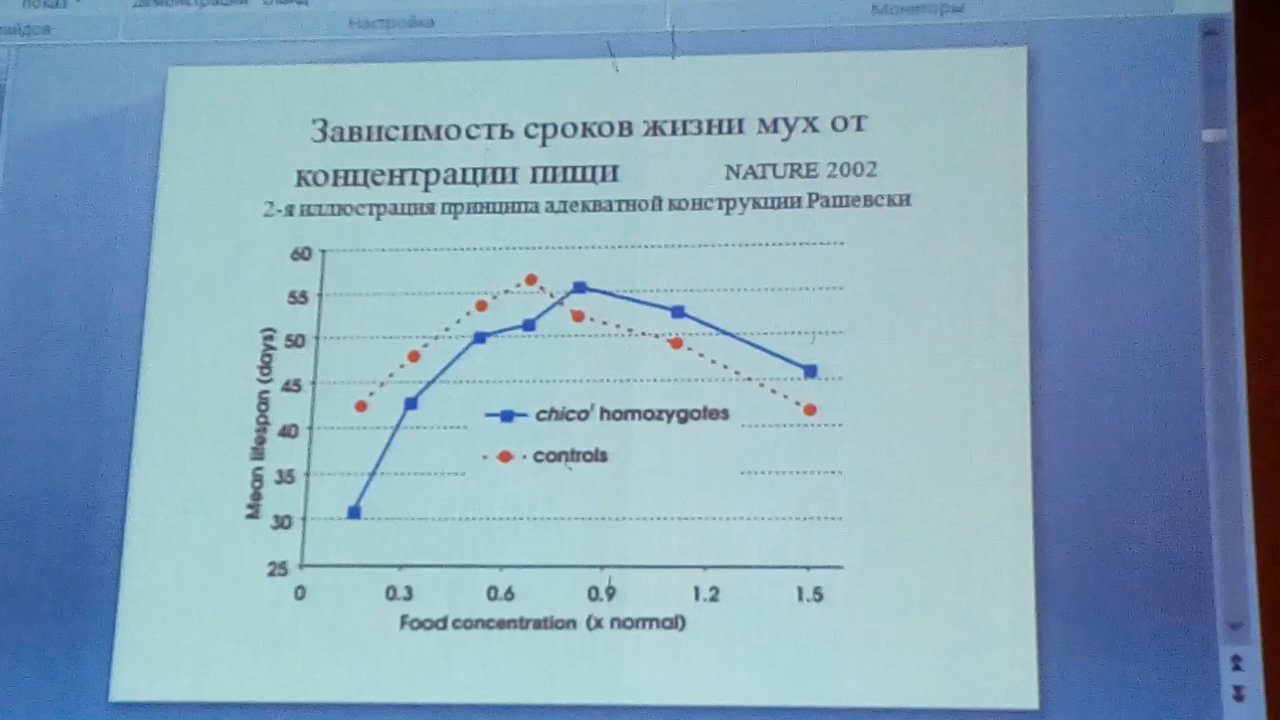 Настройка
Мониторы
Зависимость сроков жизни мух от
концентрации пищи NATURE 2002
2-я иллюстрация принципа адекватной конструкции Рашевски
60
55
50
45
40
35
30
25
Mean lifespan (days)
chico¹ homozygotes
controls
0 0.3 0.6 0.9 1.2 1.5
Food concentration (x normal)